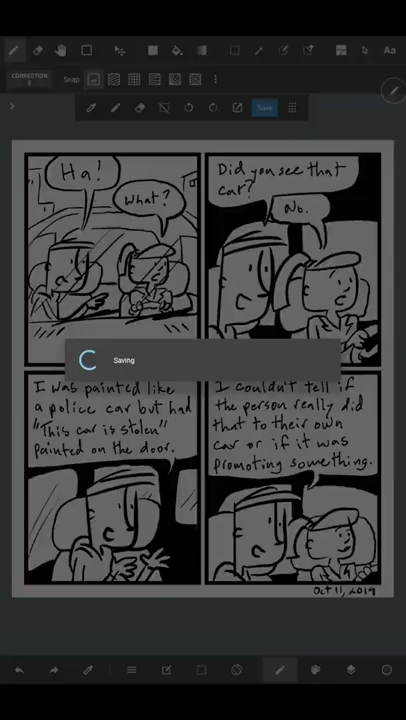 CORRECTION
Snap
Aa
Save
Ha!
What?
Did you see that
car?
No.
Saving
I was painted like
a police car but had
"This car is stolen"
painted on the door.
I couldn't tell if
the person really did
that to their own
car or if it was
promoting something.
Oct 11, 2019